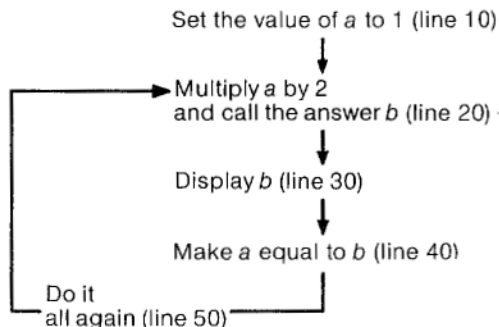 Set the value of a to 1 (line 10)
Multiply a by 2
and call the answer b (line 20)
Display b (line 30)
Make a equal to b (line 40)
Do it
all again (line 50)